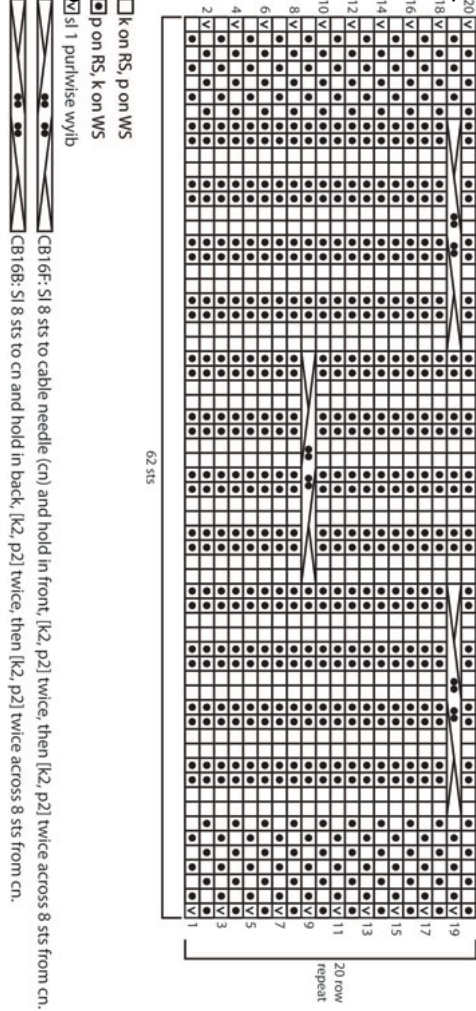 20
19
18
17
16
15
14
13
12
11
10
9
8
7
6
5
4
3
2
1
20 row
repeat
62 sts
k on RS, p on WS
p on RS, k on WS
sl 1 purlwise wyib
CB16F: Sl 8 sts to cable needle (cn) and hold in front, [k2, p2] twice, then [k2, p2] twice across 8 sts from cn.
CB16B: Sl 8 sts to cn and hold in back, [k2, p2] twice, then [k2, p2] twice across 8 sts from cn.